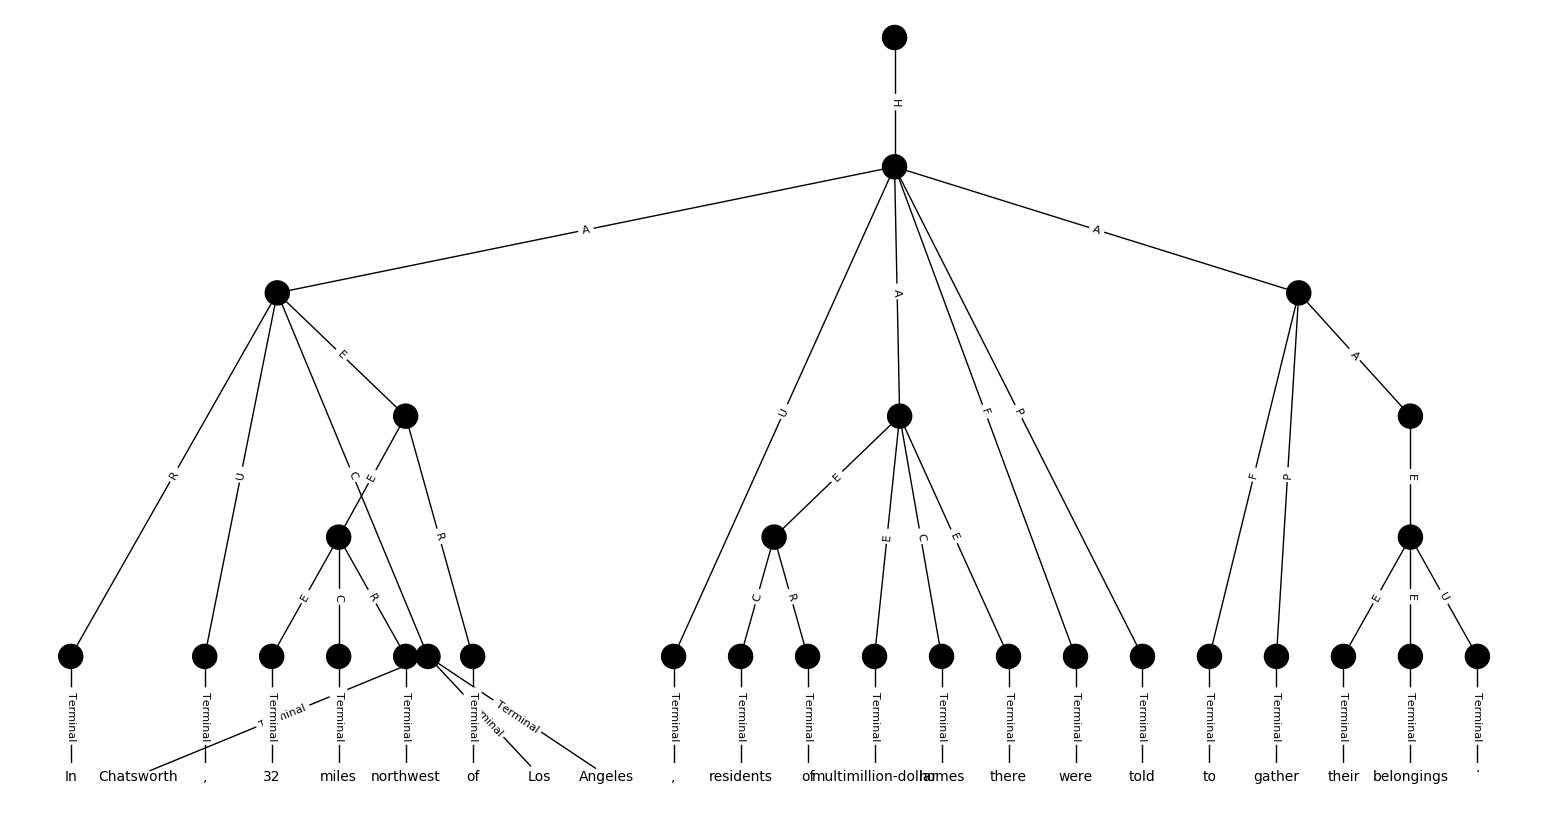 H
A
A
A
E
A
U
F
P
R
U
C
E
E
E
F
P
E
R
E
C
E
E
C
R
C
R
E
E
U
Terminal Terminal Terminal Terminal Terminal Terminal Terminal Terminal Terminal Terminal Terminal Terminal Terminal Terminal Terminal Terminal Terminal Terminal Terminal Terminal
In Chatsworth , 32 miles northwest of Los Angeles , residents of multimillion-dollar homes there were told to gather their belongings .